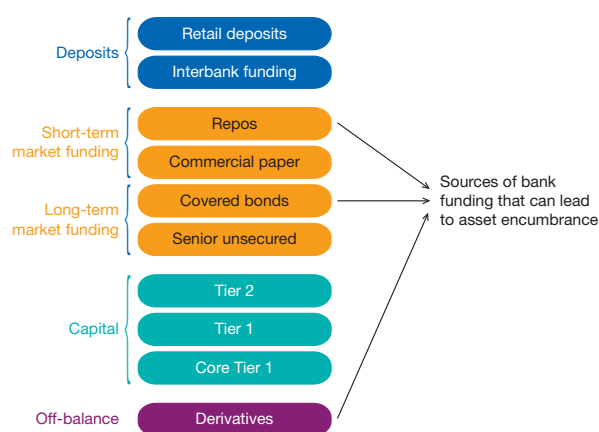 Deposits
Retail deposits
Interbank funding
Short-term
market funding
Repos
Commercial paper
Long-term
market funding
Covered bonds
Senior unsecured
Capital
Tier 2
Tier 1
Core Tier 1
Off-balance
Derivatives
Sources of bank
funding that can lead
to asset encumbrance